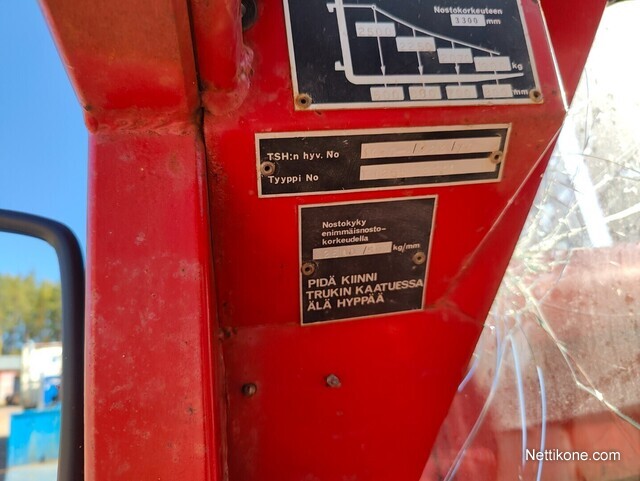 Nostokorkeuteen
3300 mm
kg
mm
TSH:n hyv. No
Tyyppi No
Nostokyky
enimmäisnosto-
korkeudella
kg/mm
PIDÄ KIINNI
TRUKIN KAATUESSA
ÄLÄ HYPPÄÄ
Nettikone.com